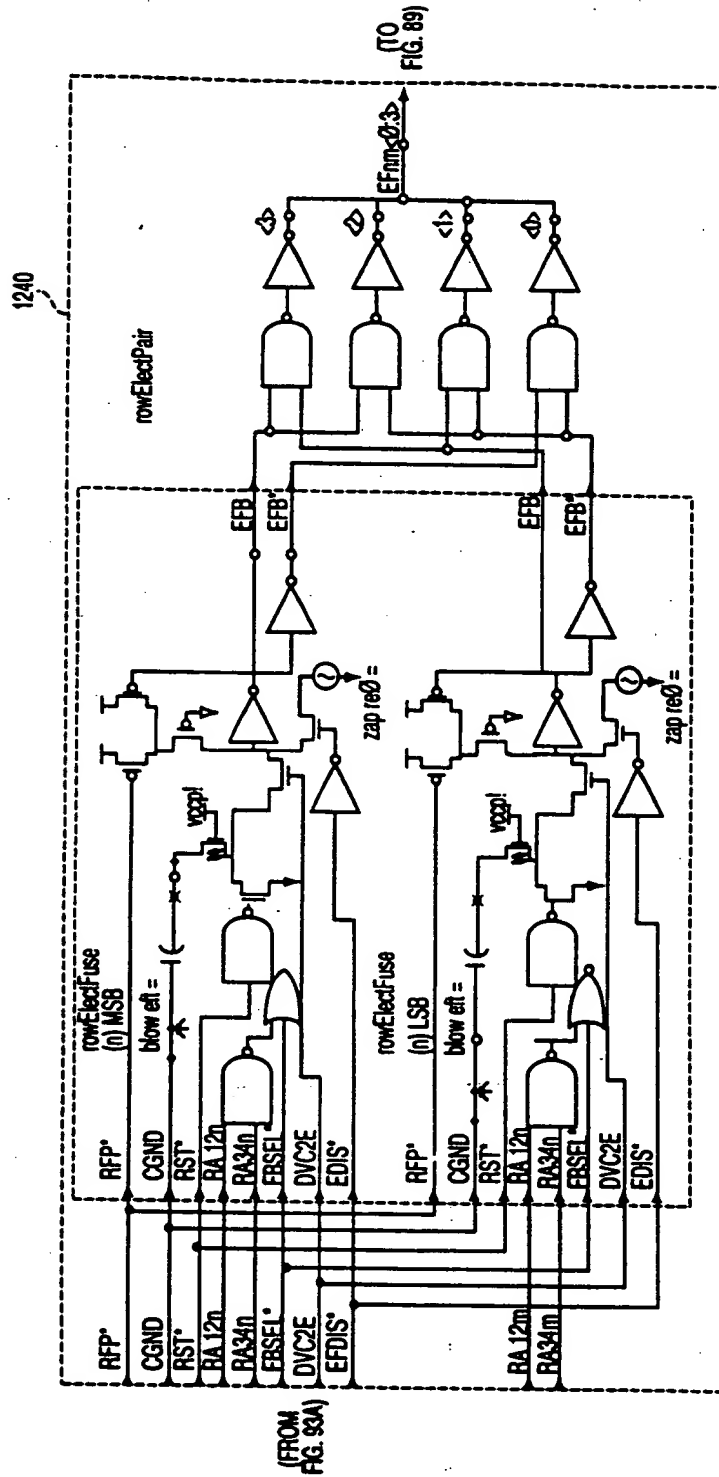 1240
rowElectPair
(FROM
FIG. 93A)
RFP*
CGND
RST*
RA 12n
RA34n
FBSEL*
DVC2E
EFDIS*
RA 12m
RA34m
rowElectFuse
(n) MSB
RFP*
CGND
RST*
RA 12n
RA34n
FBSEL*
DVC2E
EDIS*
blow eft =
vccp!
zap re0 =
EFB
EFB*
rowElectFuse
(n) LSB
RFP*
CGND
RST*
RA 12n
RA34n
FBSEL*
DVC2E
EDIS*
blow eft =
vccp!
zap re0 =
EFB
EFB*
<3>
<2>
<1>
<0>
EFnm<0:3>
(TO
FIG. 89)